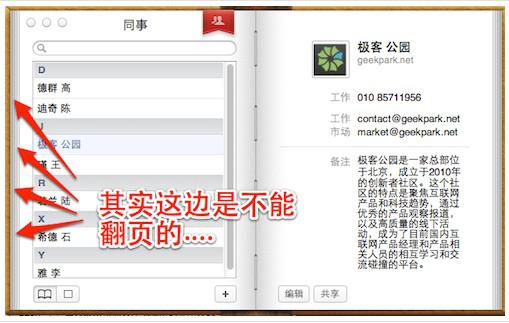 同事
D
德群 高
迪奇 陈
J
极客 公园
王
R
兰 陆
X
希德 石
Y
雅 李
其实这边是不能
翻页的....
极客 公园
geekpark.net
工作 010 85711956
工作 contact@geekpark.net
市场 market@geekpark.net
备注 极客公园是一家总部位
于北京，成立于2010年
的创新者社区。这个社
区的特点是聚焦互联网
产品和科技趋势，通过
优秀的产品观察报道，
以及高质量的线下活
动，成为了目前国内互
联网产品经理和产品相
关人员的相互学习和交
流碰撞的平台。
编辑 共享